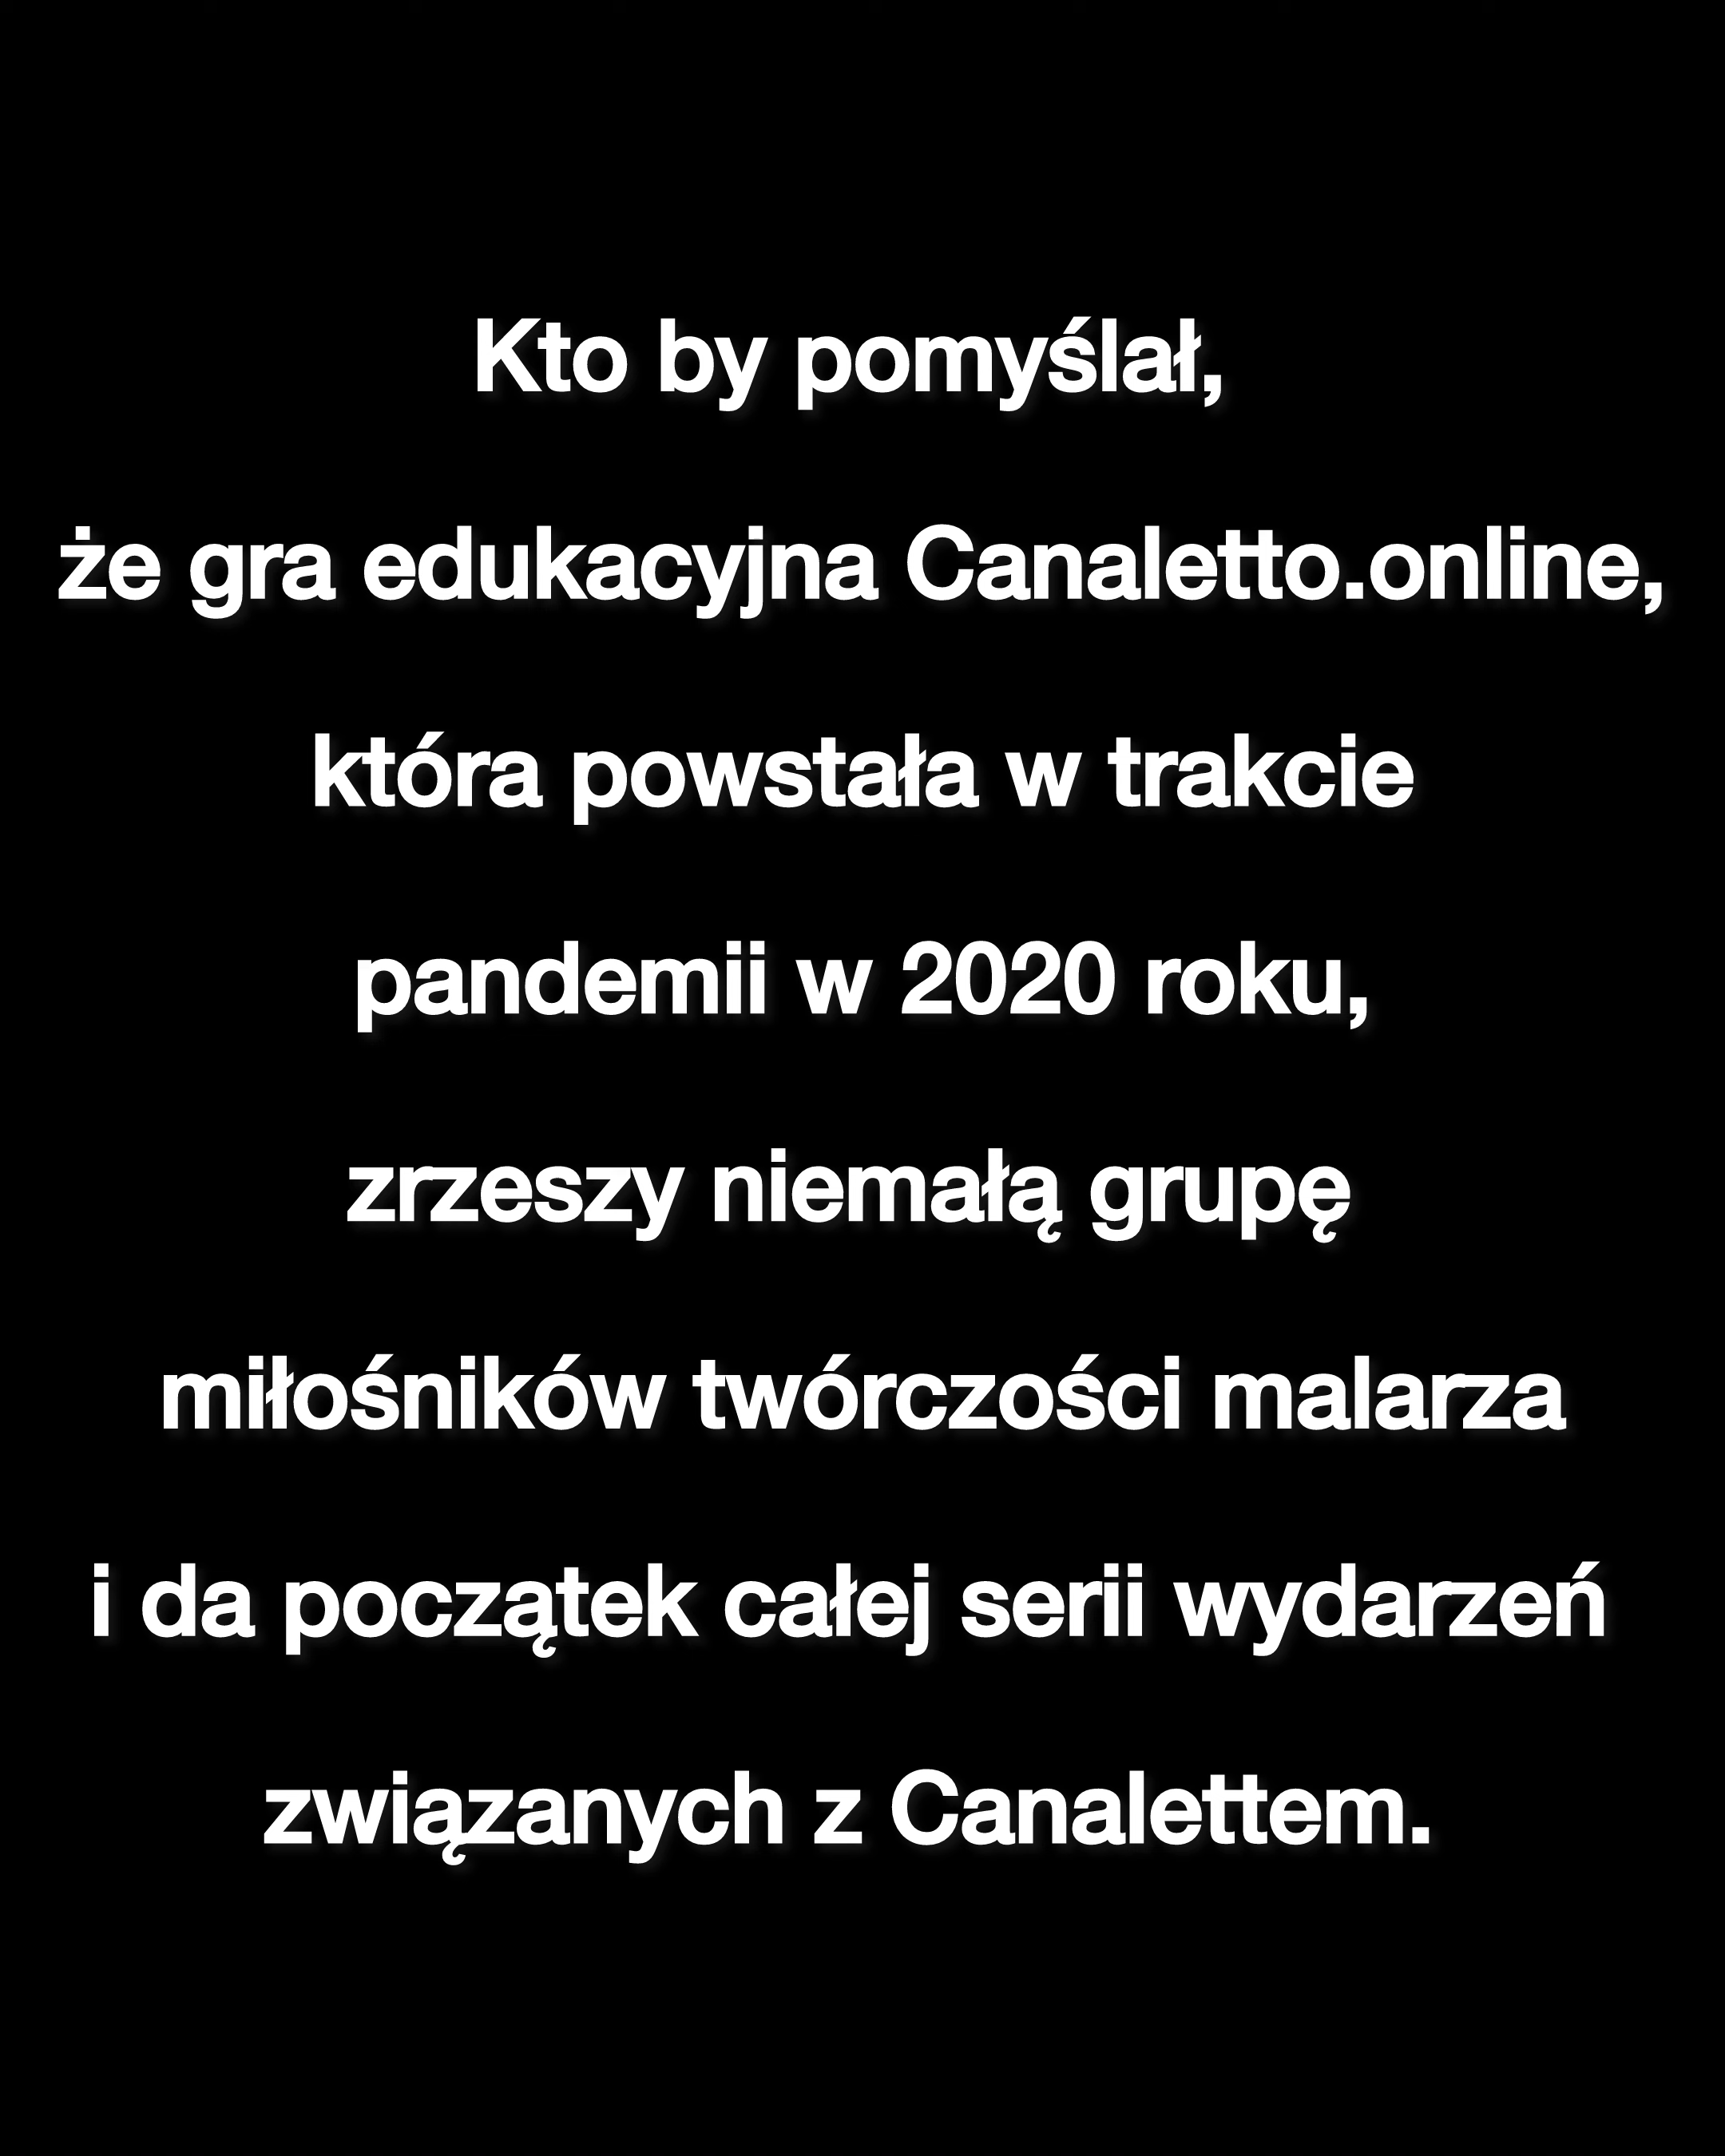 Kto by pomyślał,
że gra edukacyjna Canaletto.online,
która powstała w trakcie
pandemii w 2020 roku,
zrzeszy niemałą grupę
miłośników twórczości malarza
i da początek całej serii wydarzeń
związanych z Canalettem.